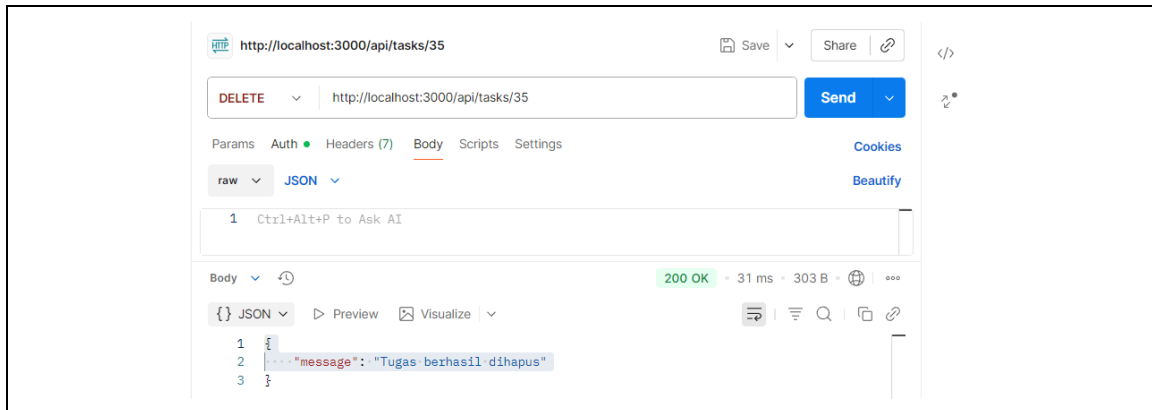 HTTP http://localhost:3000/api/tasks/35 Save Share
</>
DELETE http://localhost:3000/api/tasks/35 Send
Params Auth Headers (7) Body Scripts Settings Cookies
raw JSON Beautify
1 Ctrl+Alt+P to Ask AI
Body 200 OK 31 ms 303 B
{} JSON Preview Visualize
1 {
2 "message": "Tugas berhasil dihapus"
3 }